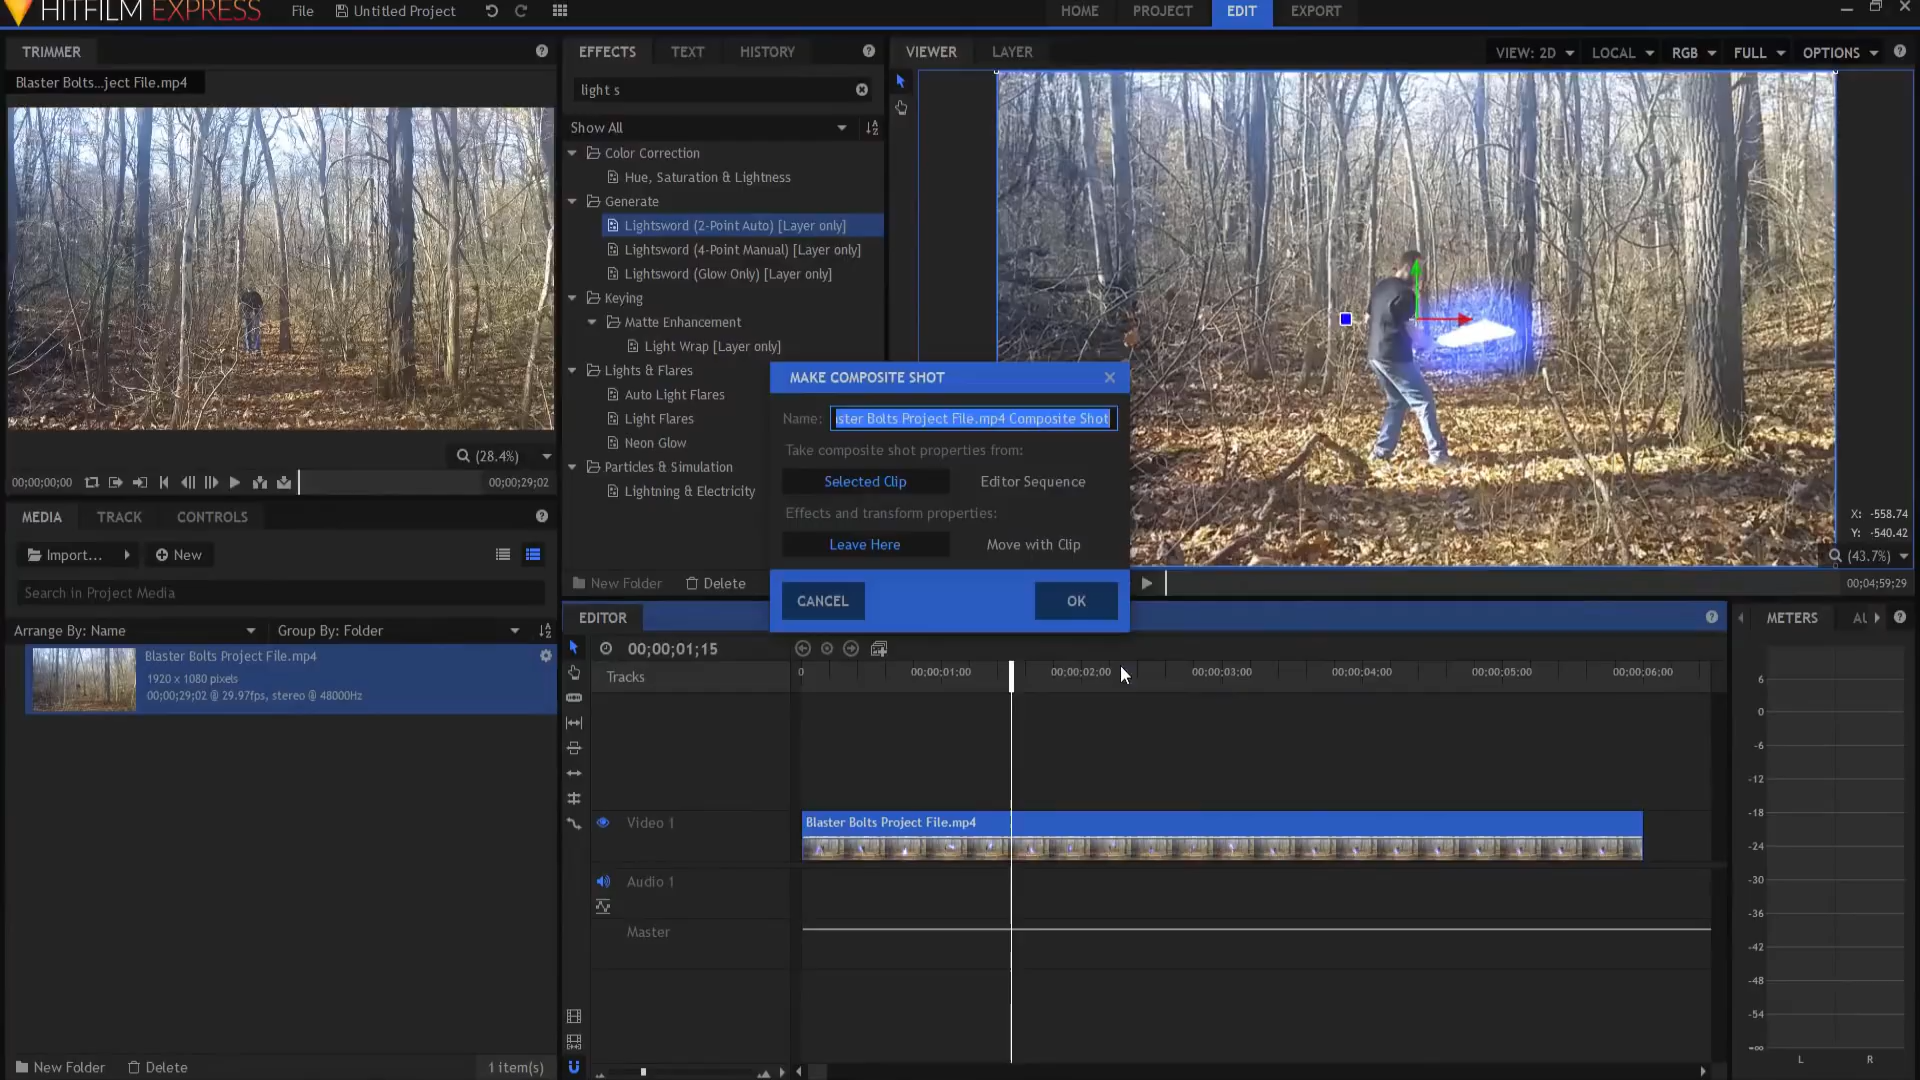 HITFILM EXPRESS
File
Untitled Project
HOME
PROJECT
EDIT
EXPORT
TRIMMER
Blaster Bolts...ject File.mp4
(28.4%)
00;00;00;00
00;00;29;02
EFFECTS
TEXT
HISTORY
light s
Show All
Color Correction
Hue, Saturation & Lightness
Generate
Lightsword (2-Point Auto) [Layer only]
Lightsword (4-Point Manual) [Layer only]
Lightsword (Glow Only) [Layer only]
Keying
Matte Enhancement
Light Wrap [Layer only]
Lights & Flares
Auto Light Flares
Light Flares
Neon Glow
Particles & Simulation
Lightning & Electricity
New Folder
Delete
VIEWER
LAYER
VIEW: 2D
LOCAL
RGB
FULL
OPTIONS
X: -558.74
Y: -540.42
(43.7%)
00;04;59;29
MAKE COMPOSITE SHOT
Name: aster Bolts Project File.mp4 Composite Shot
Take composite shot properties from:
Selected Clip
Editor Sequence
Effects and transform properties:
Leave Here
Move with Clip
CANCEL
OK
MEDIA
TRACK
CONTROLS
Import...
New
Search in Project Media
Arrange By: Name
Group By: Folder
Blaster Bolts Project File.mp4
1920 x 1080 pixels
00;00;29;02 @ 29.97fps, stereo @ 48000Hz
New Folder
Delete
1 item(s)
EDITOR
00;00;01;15
Tracks
0
00;00;01;00
00;00;02;00
00;00;03;00
00;00;04;00
00;00;05;00
00;00;06;00
Video 1
Blaster Bolts Project File.mp4
Audio 1
Master
METERS
AU
6
0
-6
-12
-18
-24
-30
-36
-42
-48
-54
-∞
L
R